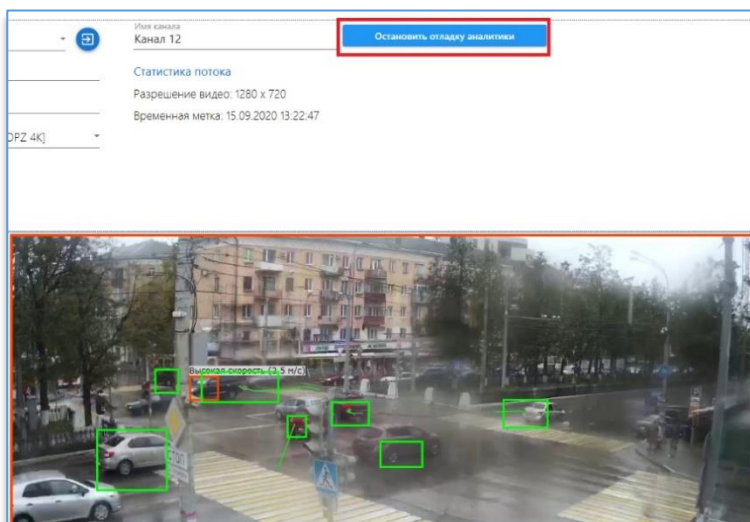 Имя канала
Канал 12
Остановить отладку аналитики
Статистика потока
Разрешение видео: 1280 x 720
Временная метка: 15.09.2020 13:22:47
DPZ 4K]
Высокая скорость (3,5 м/с)
СТОП